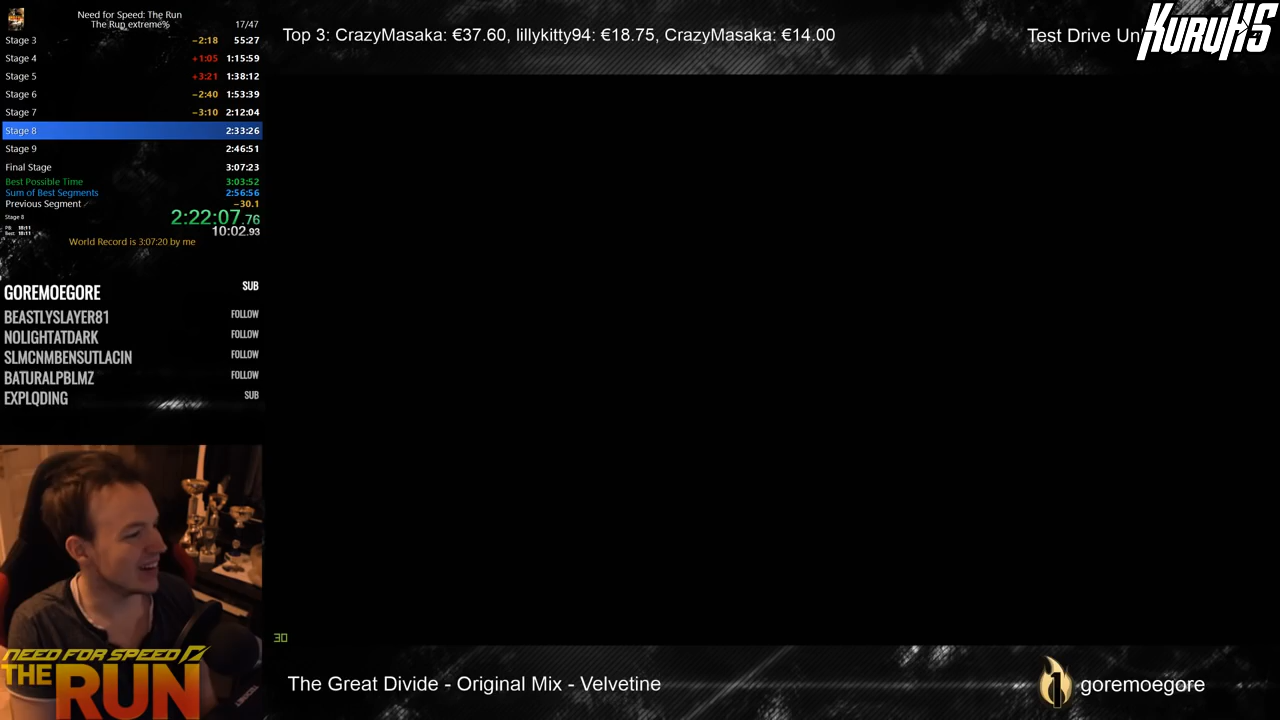 Need for Speed: The Run
The Run extreme%
17/47
Stage 3 −2:18 55:27
Stage 4 +1:05 1:15:59
Stage 5 +3:21 1:38:12
Stage 6 −2:40 1:53:39
Stage 7 −3:10 2:12:04
Stage 8 2:33:26
Stage 9 2:46:51
Final Stage 3:07:23
Best Possible Time 3:03:52
Sum of Best Segments 2:56:56
Previous Segment −30.1
Stage 8 2:22:07.76
PB: 10:02.93
Best
World Record is 3:07:20 by me
GOREMOEGORE SUB
BEASTLYSLAYER81 FOLLOW
NOLIGHTATDARK FOLLOW
SLMCNMBENSUTLACIN FOLLOW
BATURALPBLMZ FOLLOW
EXPLQDING SUB
NEED FOR SPEED
THE RUN
Top 3: CrazyMasaka: €37.60, lillykitty94: €18.75, CrazyMasaka: €14.00
Test Drive Un
KURUHS
30
The Great Divide - Original Mix - Velvetine
1 goremoegore